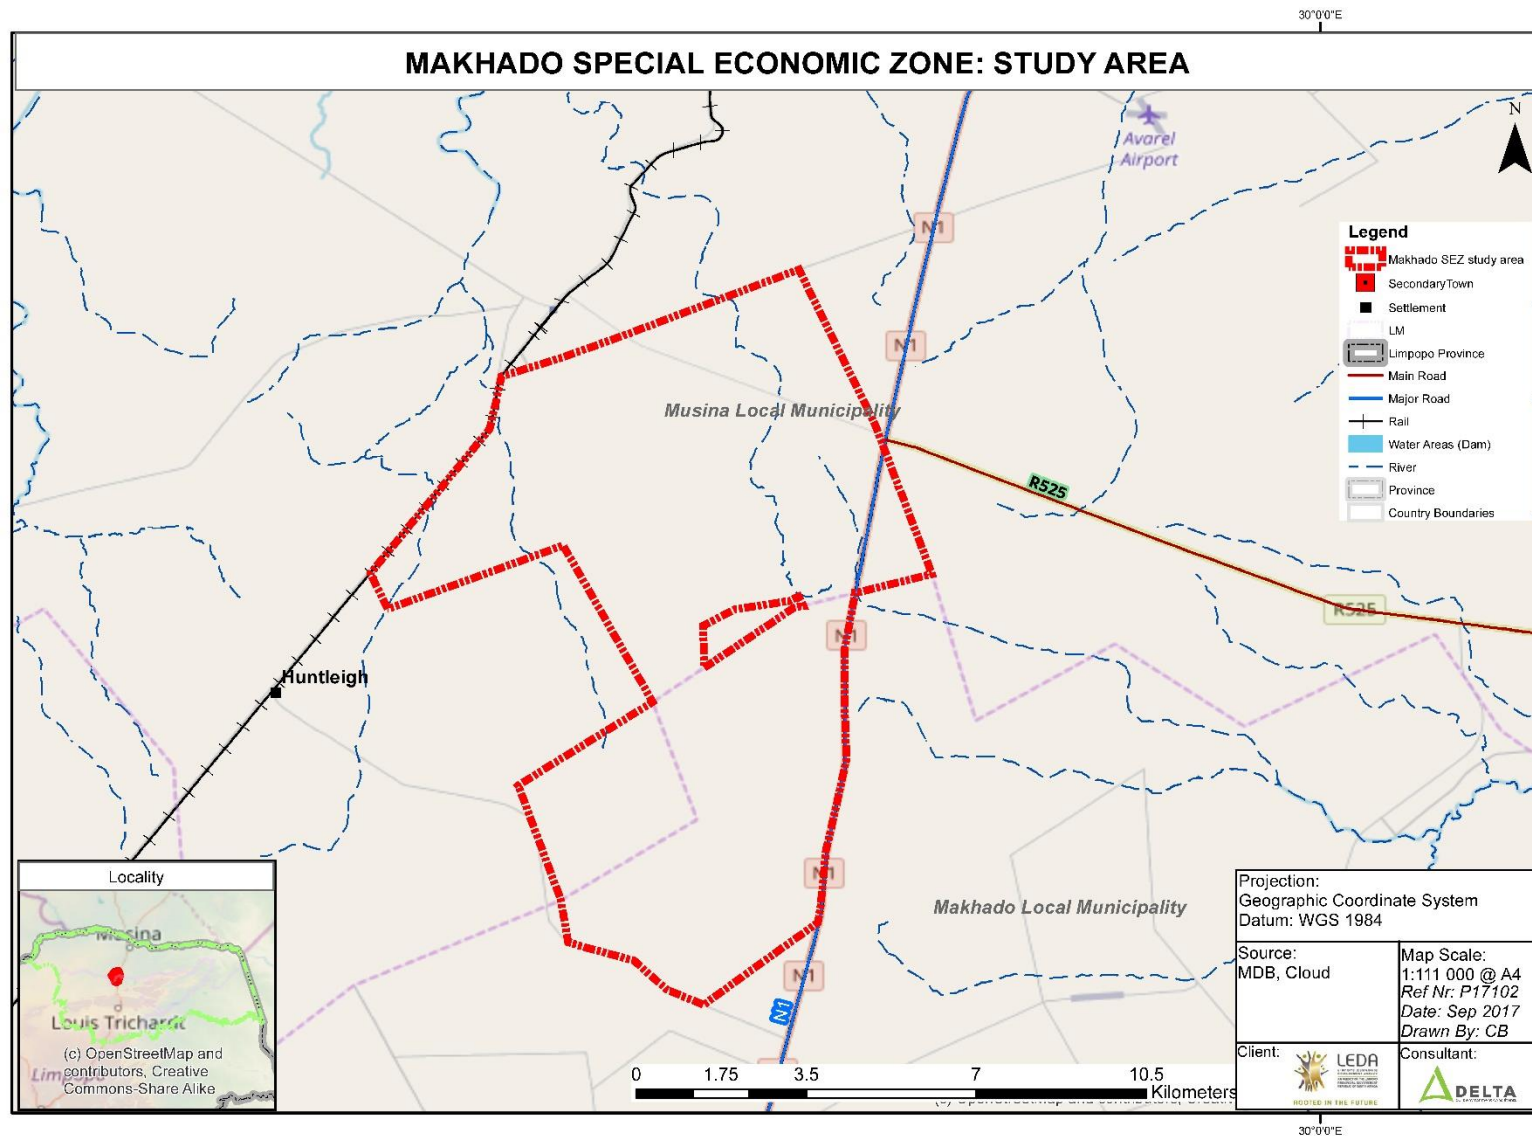 30°0'0"E
MAKHADO SPECIAL ECONOMIC ZONE: STUDY AREA
Avarel
Airport
N
N1
Legend
Makhado SEZ study area
SecondaryTown
Settlement
LM
Limpopo Province
Main Road
Major Road
Rail
Water Areas (Dam)
River
Province
Country Boundaries
N1
Musina Local Municipality
R525
R525
N1
Huntleigh
N1
Makhado Local Municipality
N1
N1
Locality
Musina
Louis Trichardt
Limpopo
(c) OpenStreetMap and
contributors, Creative
Commons-Share Alike
0 1.75 3.5 7 10.5
Kilometers
Projection:
Geographic Coordinate System
Datum: WGS 1984
Source:
MDB, Cloud
Map Scale:
1:111 000 @ A4
Ref Nr: P17102
Date: Sep 2017
Drawn By: CB
Client:
LEDA
ROOTED IN THE FUTURE
Consultant:
DELTA
30°0'0"E